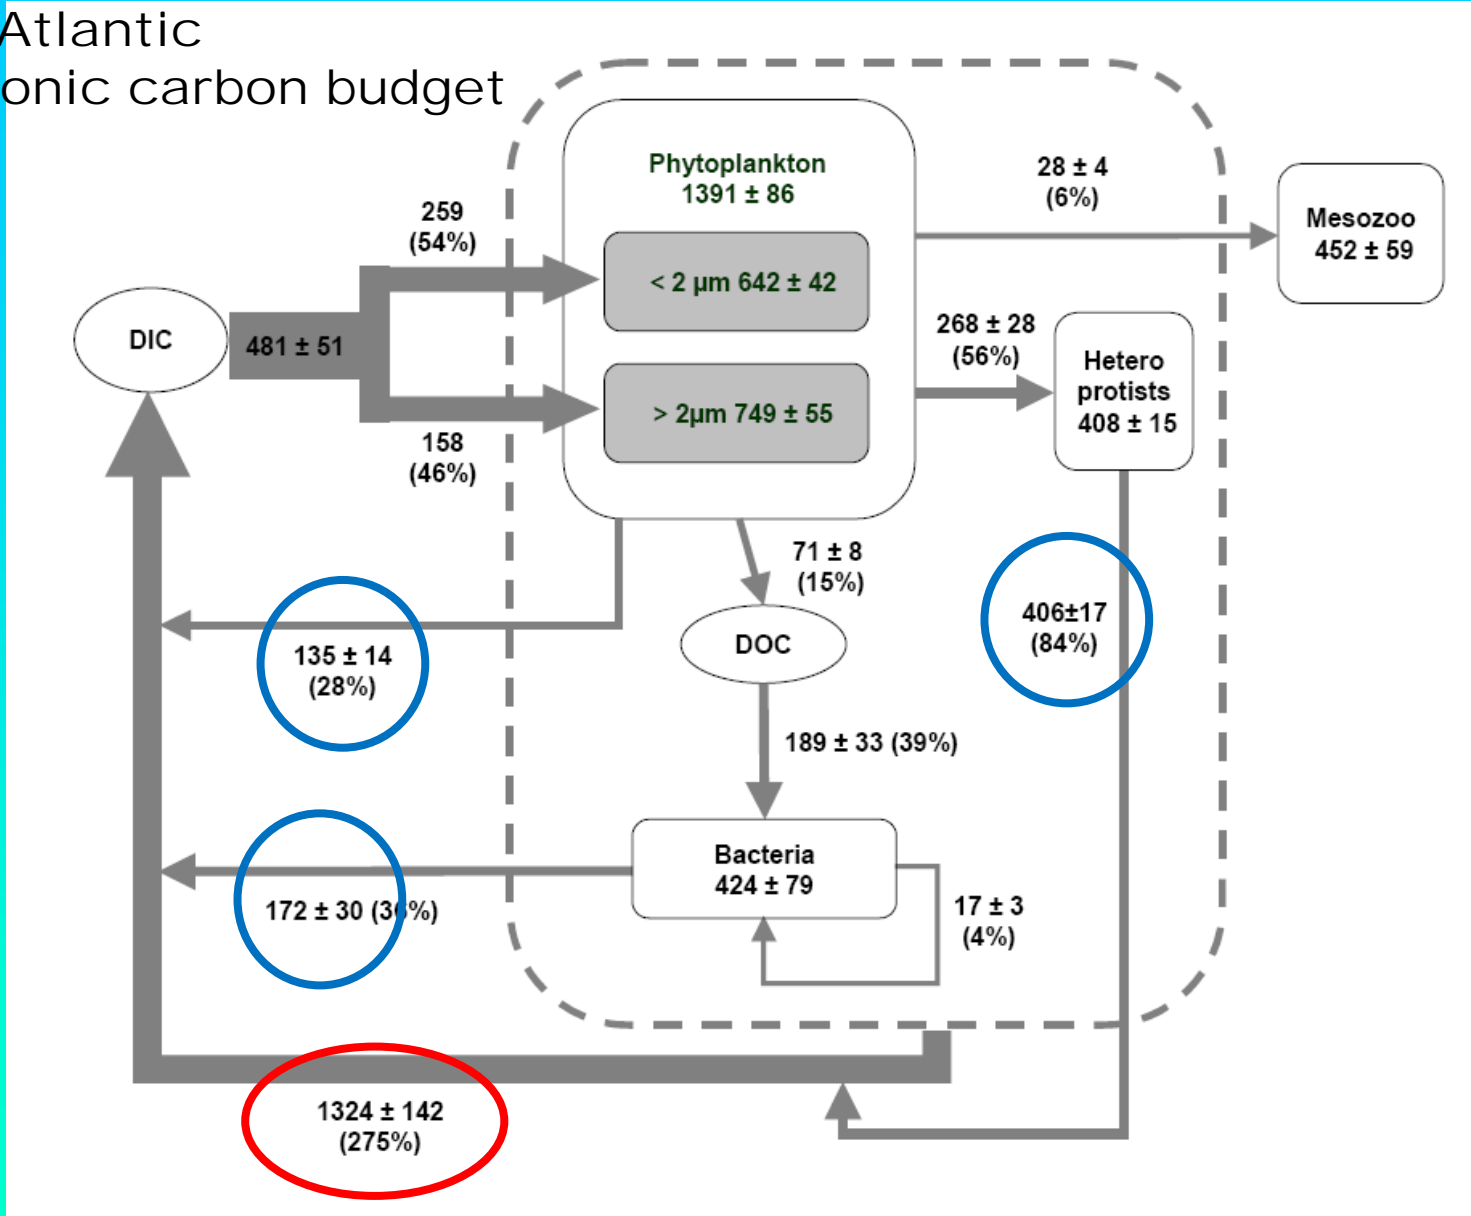 Atlantic
onic carbon budget
Phytoplankton
1391 ± 86
< 2 µm 642 ± 42
> 2µm 749 ± 55
28 ± 4
(6%)
Mesozoo
452 ± 59
259
(54%)
DIC
481 ± 51
158
(46%)
268 ± 28
(56%)
Hetero
protists
408 ± 15
71 ± 8
(15%)
DOC
406±17
(84%)
135 ± 14
(28%)
189 ± 33 (39%)
Bacteria
424 ± 79
172 ± 30 (36%)
17 ± 3
(4%)
1324 ± 142
(275%)